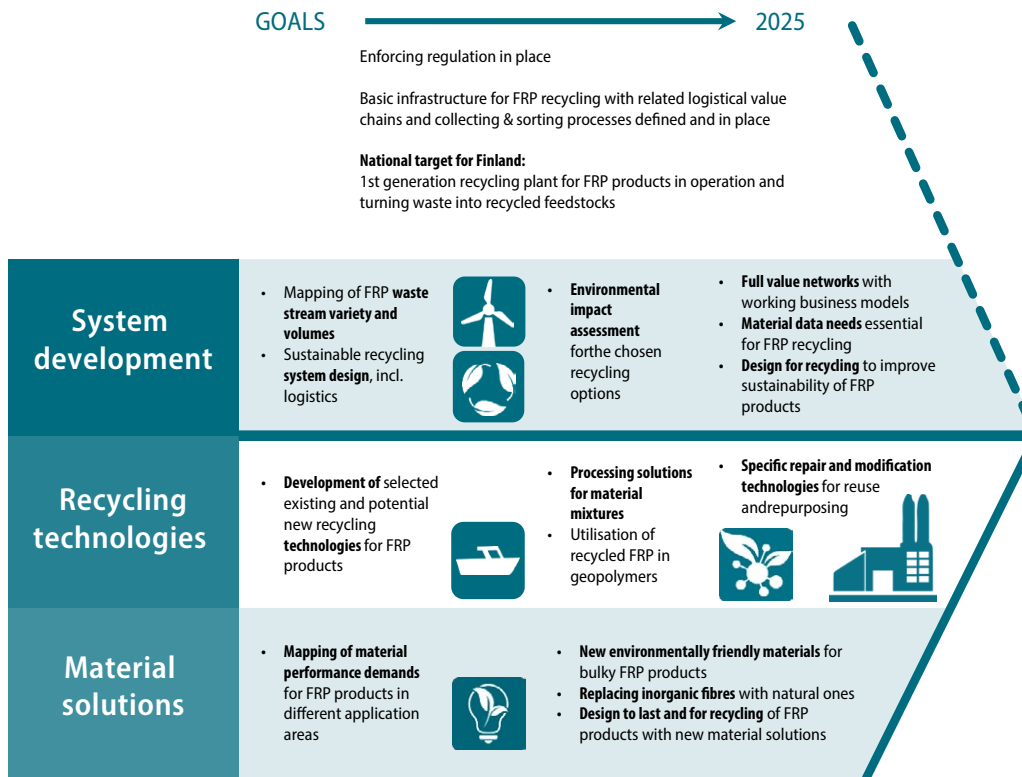 GOALS 2025
Enforcing regulation in place
Basic infrastructure for FRP recycling with related logistical value
chains and collecting & sorting processes defined and in place
National target for Finland:
1st generation recycling plant for FRP products in operation and
turning waste into recycled feedstocks
System
development
• Mapping of FRP waste
stream variety and
volumes
• Sustainable recycling
system design, incl.
logistics
• Environmental
impact
assessment
forthe chosen
recycling
options
• Full value networks with
working business models
• Material data needs essential
for FRP recycling
• Design for recycling to improve
sustainability of FRP
products
Recycling
technologies
• Development of selected
existing and potential
new recycling
technologies for FRP
products
• Processing solutions
for material
mixtures
• Utilisation of
recycled FRP in
geopolymers
• Specific repair and modification
technologies for reuse
andrepurposing
Material
solutions
• Mapping of material
performance demands
for FRP products in
different application
areas
• New environmentally friendly materials for
bulky FRP products
• Replacing inorganic fibres with natural ones
• Design to last and for recycling of FRP
products with new material solutions